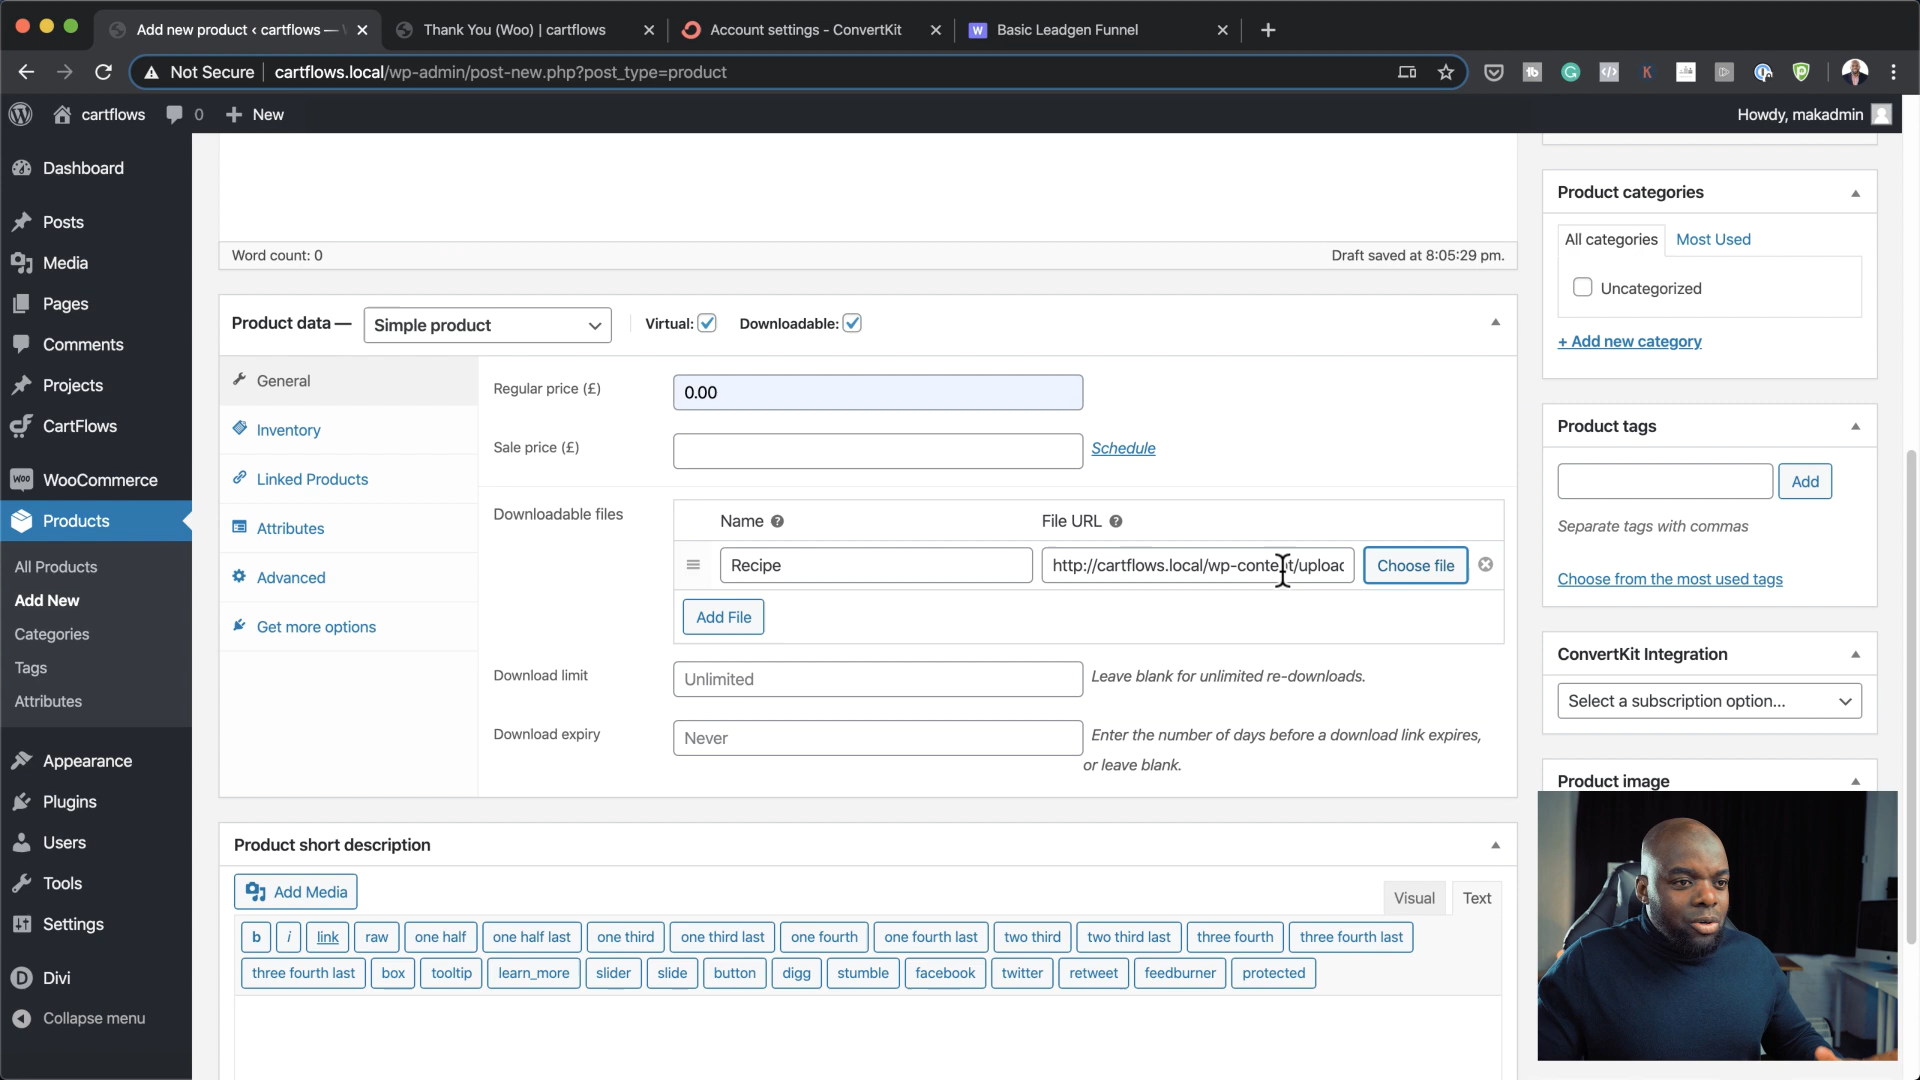 Add new product ‹ cartflows — \
Thank You (Woo) | cartflows
Account settings - ConvertKit
Basic Leadgen Funnel
Not Secure
cartflows.local/wp-admin/post-new.php?post_type=product
cartflows
0
New
Howdy, makadmin
Dashboard
Posts
Media
Pages
Comments
Projects
CartFlows
WooCommerce
Products
All Products
Add New
Categories
Tags
Attributes
Appearance
Plugins
Users
Tools
Settings
Divi
Collapse menu
Word count: 0
Draft saved at 8:05:29 pm.
Product data —
Simple product
Virtual:
Downloadable:
General
Inventory
Linked Products
Attributes
Advanced
Get more options
Regular price (£)
0.00
Sale price (£)
Schedule
Downloadable files
Name
File URL
Recipe
http://cartflows.local/wp-content/upload
Choose file
Add File
Download limit
Unlimited
Leave blank for unlimited re-downloads.
Download expiry
Never
Enter the number of days before a download link expires,
or leave blank.
Product short description
Add Media
Visual
Text
b
i
link
raw
one half
one half last
one third
one third last
one fourth
one fourth last
two third
two third last
three fourth
three fourth last
three fourth last
box
tooltip
learn_more
slider
slide
button
digg
stumble
facebook
twitter
retweet
feedburner
protected
Product categories
All categories
Most Used
Uncategorized
+ Add new category
Product tags
Add
Separate tags with commas
Choose from the most used tags
ConvertKit Integration
Select a subscription option...
Product image